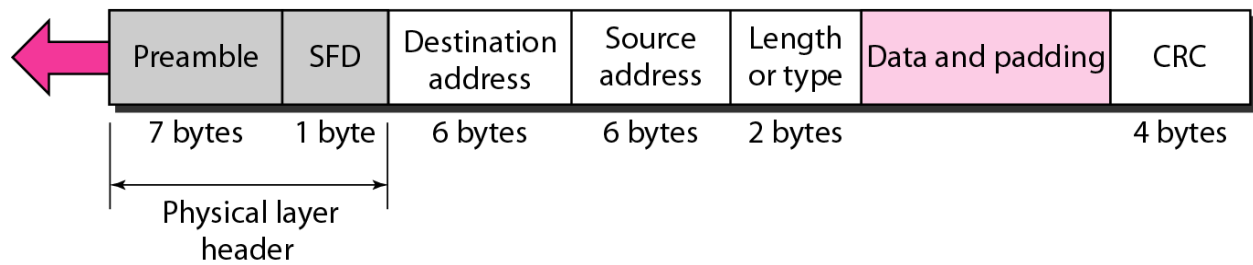 Preamble
SFD
Destination
address
Source
address
Length
or type
Data and padding
CRC
7 bytes
1 byte
6 bytes
6 bytes
2 bytes
4 bytes
Physical layer
header